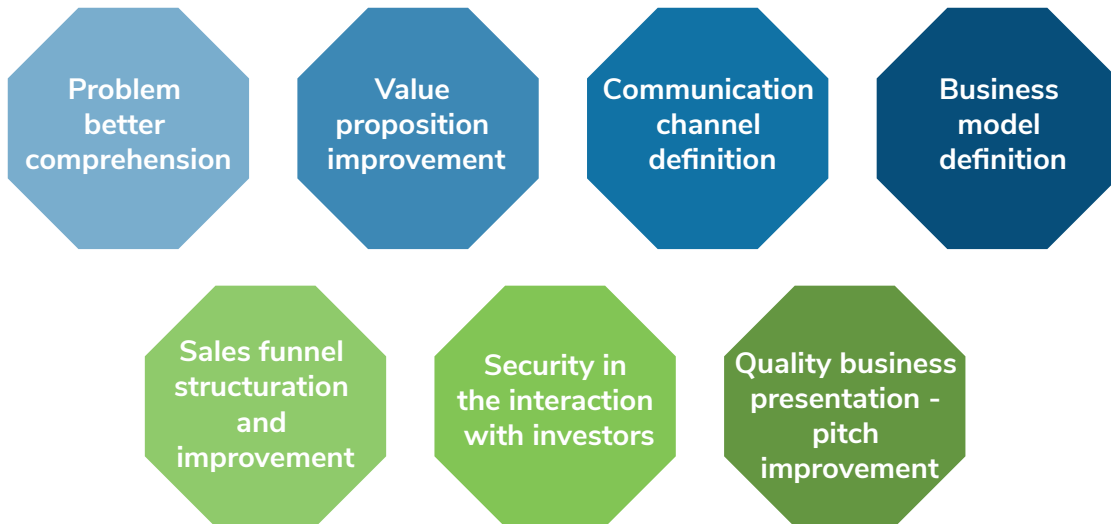 Problem
better
comprehension
Value
proposition
improvement
Communication
channel
definition
Business
model
definition
Sales funnel
structuration
and
improvement
Security in
the interaction
with investors
Quality business
presentation -
pitch
improvement